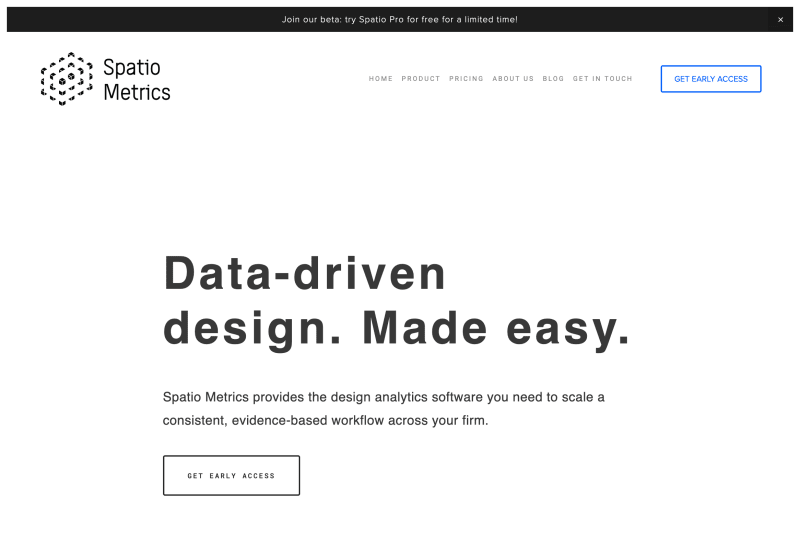 Join our beta: try Spatio Pro for free for a limited time!
×
Spatio
Metrics
HOME PRODUCT PRICING ABOUT US BLOG GET IN TOUCH
GET EARLY ACCESS
Data-driven
design. Made easy.
Spatio Metrics provides the design analytics software you need to scale a
consistent, evidence-based workflow across your firm.
GET EARLY ACCESS